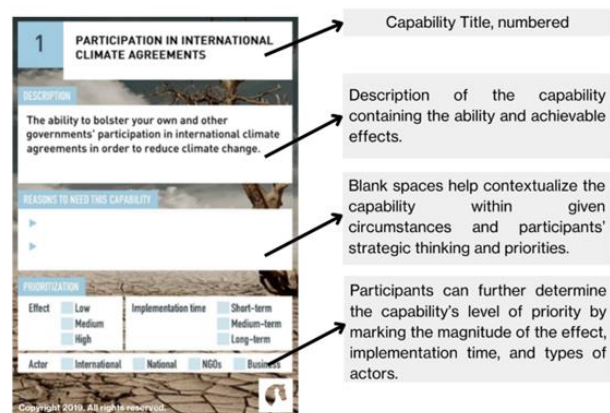 1
PARTICIPATION IN INTERNATIONAL
CLIMATE AGREEMENTS
DESCRIPTION
The ability to bolster your own and other
governments' participation in international climate
agreements in order to reduce climate change.
REASONS TO NEED THIS CAPABILITY
PRIORITIZATION
Effect Low Implementation time Short-term
Medium Medium-term
High Long-term
Actor International National NGOs Business
Copyright 2019. All rights reserved.
Capability Title, numbered
Description of the capability
containing the ability and achievable
effects.
Blank spaces help contextualize the
capability within given
circumstances and participants'
strategic thinking and priorities.
Participants can further determine
the capability's level of priority by
marking the magnitude of the effect,
implementation time, and types of
actors.